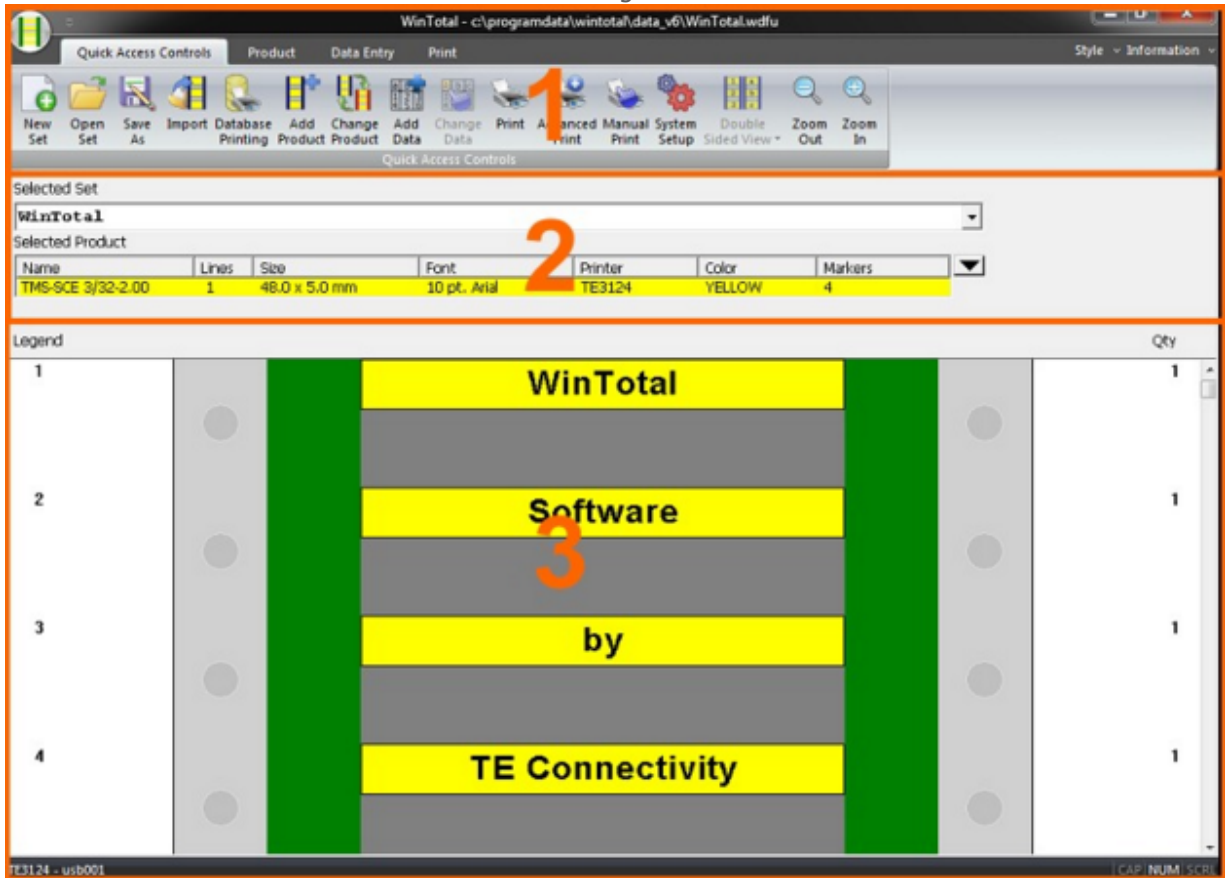 WinTotal - c:\programdata\wintotal\data_v6\WinTotal.wdfu
Quick Access Controls Product Data Entry Print Style Information
New Set Open Set Save As Import Database Printing Add Product Change Product Add Data Change Data Print Advanced Print Manual Print System Setup Double Sided View Zoom Out Zoom In
1
Quick Access Controls
Selected Set
WinTotal
Selected Product
2
Name Lines Size Font Printer Color Markers
TMS-SCE 3/32-2.00 1 48.0 x 5.0 mm 10 pt. Arial TE3124 YELLOW 4
Legend Qty
1 WinTotal 1
2 Software 1
3
3 by 1
4 TE Connectivity 1
TE3124 - usb001 CAP NUM SCRL